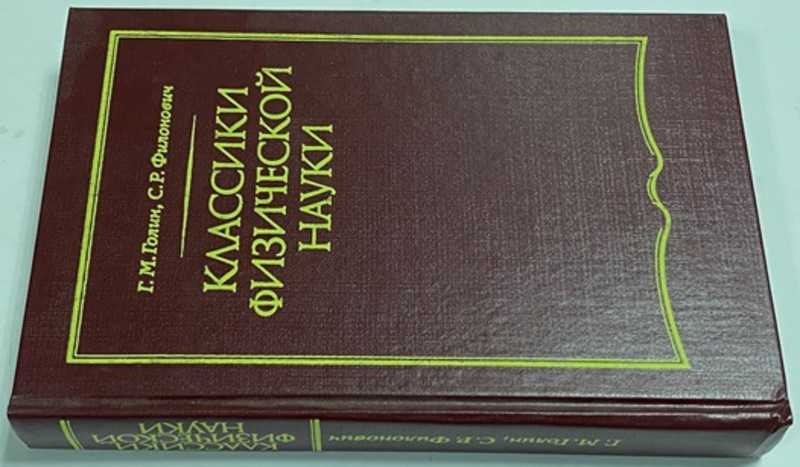 Г. М. Голин, С. Р. Филонович
КЛАССИКИ
ФИЗИЧЕСКОЙ
НАУКИ
Г. М. Голин, С. Р. Филонович
КЛАССИКИ
ФИЗИЧЕСКОЙ
НАУКИ